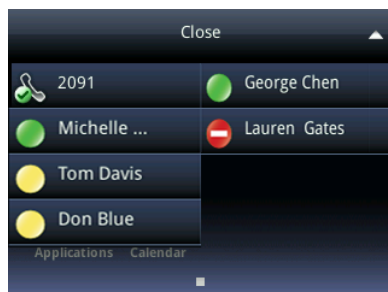 Close
2091
George Chen
Michelle ...
Lauren Gates
Tom Davis
Don Blue
Applications Calendar